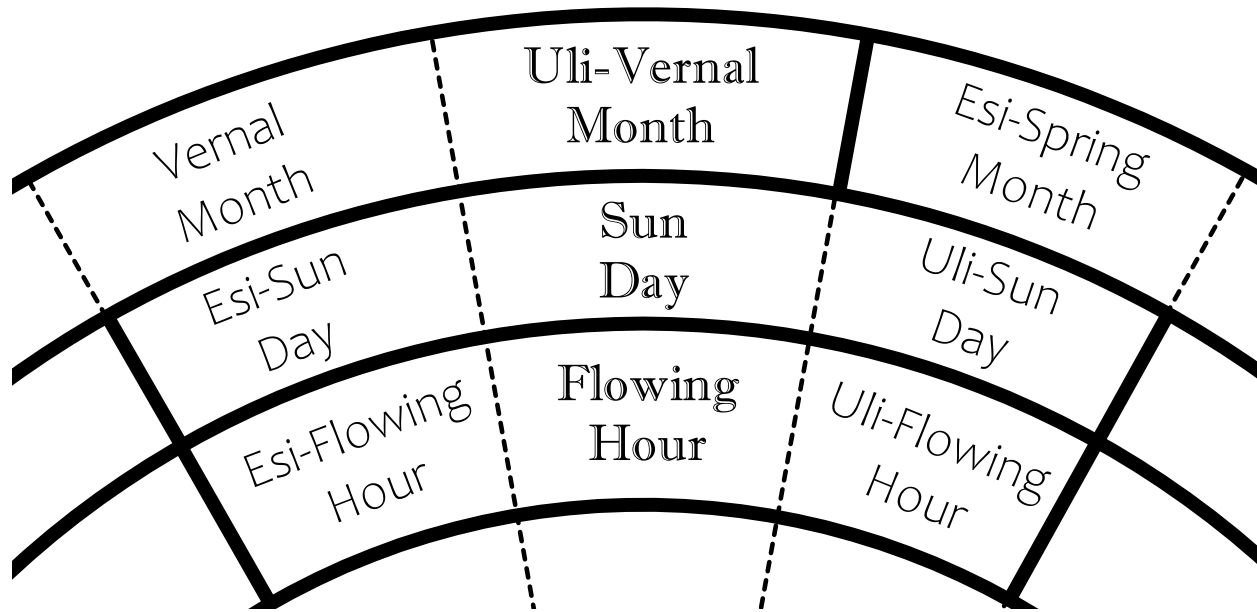 Vernal
Month
Uli-Vernal
Month
Esi-Spring
Month
Esi-Sun
Day
Sun
Day
Uli-Sun
Day
Esi-Flowing
Hour
Flowing
Hour
Uli-Flowing
Hour